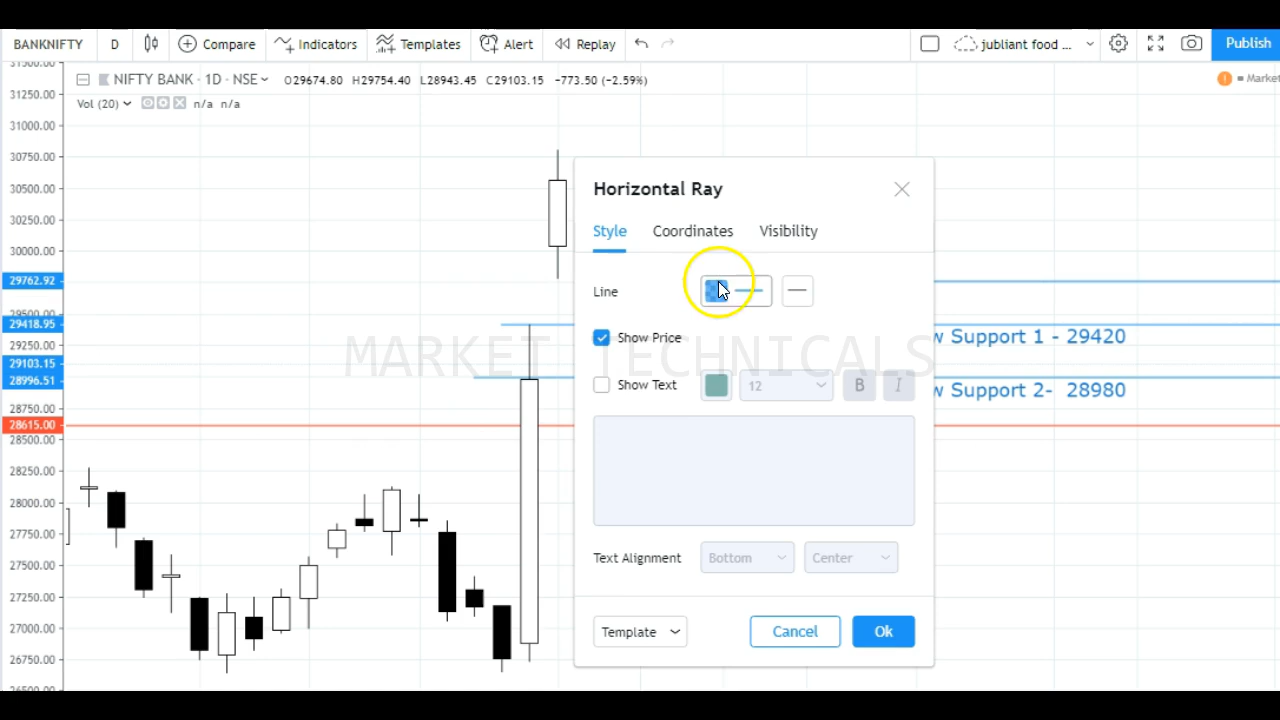 BANKNIFTY D Compare Indicators Templates Alert Replay jubliant food ... Publish
NIFTY BANK · 1D · NSE O29674.80 H29754.40 L28943.45 C29103.15 -773.50 (-2.59%) Market
Vol (20) n/a n/a
31250.00
31000.00
30750.00
30500.00
30250.00
30000.00
29762.92
29500.00
29418.95
29250.00
29103.15
28996.51
28750.00
28615.00
28500.00
28250.00
28000.00
27750.00
27500.00
27250.00
27000.00
26750.00
Horizontal Ray
Style Coordinates Visibility
Line
Show Price
Show Text 12 B I
Text Alignment Bottom Center
Template Cancel Ok
MARKET TECHNICALS
w Support 1 - 29420
w Support 2- 28980